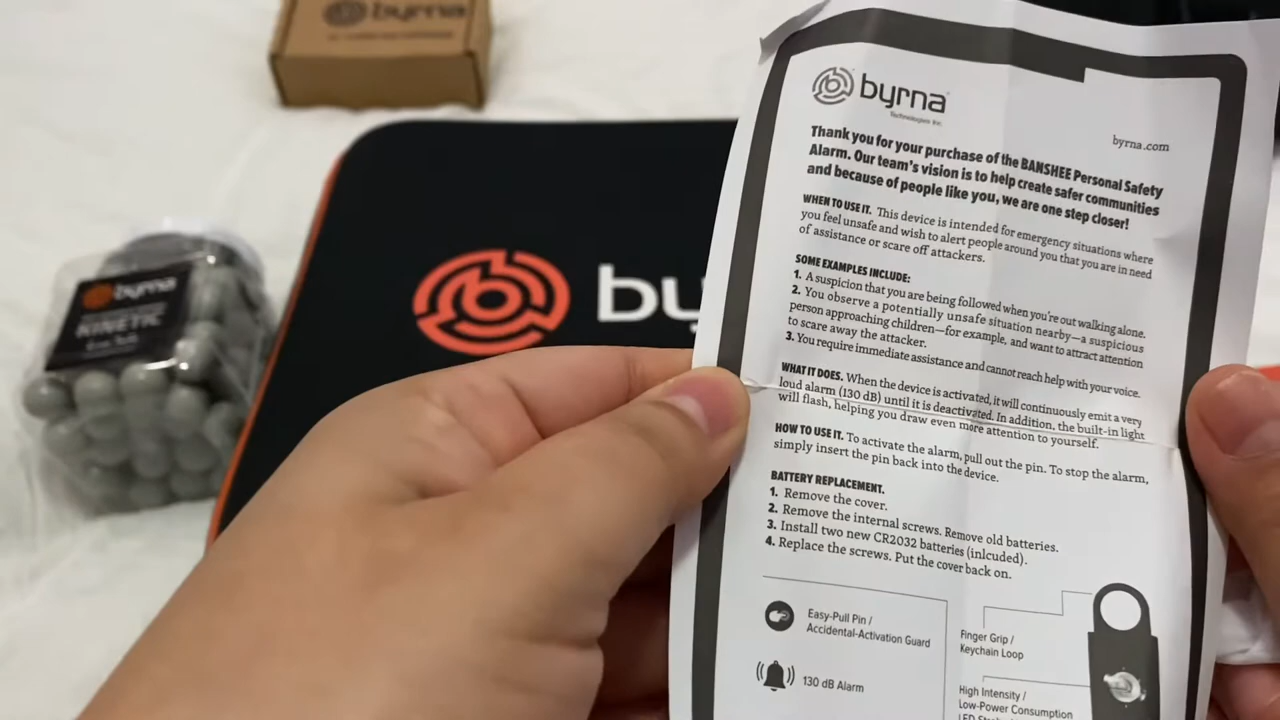 byrna
byrna
Technologies Inc.
byrna.com
Thank you for your purchase of the BANSHEE Personal Safety
Alarm. Our team's vision is to help create safer communities
and because of people like you, we are one step closer!
WHEN TO USE IT. This device is intended for emergency situations where
you feel unsafe and wish to alert people around you that you are in need
of assistance or scare off attackers.
SOME EXAMPLES INCLUDE:
1. A suspicion that you are being followed when you're out walking alone.
2. You observe a potentially unsafe situation nearby—a suspicious
person approaching children—for example, and want to attract attention
to scare away the attacker.
3. You require immediate assistance and cannot reach help with your voice.
WHAT IT DOES. When the device is activated, it will continuously emit a very
loud alarm (130 dB) until it is deactivated. In addition, the built-in light
will flash, helping you draw even more attention to yourself.
HOW TO USE IT. To activate the alarm, pull out the pin. To stop the alarm,
simply insert the pin back into the device.
BATTERY REPLACEMENT.
1. Remove the cover.
2. Remove the internal screws. Remove old batteries.
3. Install two new CR2032 batteries (inlcuded).
4. Replace the screws. Put the cover back on.
Easy-Pull Pin /
Accidental-Activation Guard
130 dB Alarm
Finger Grip /
Keychain Loop
High Intensity /
Low-Power Consumption
by
byrna
KINETIC